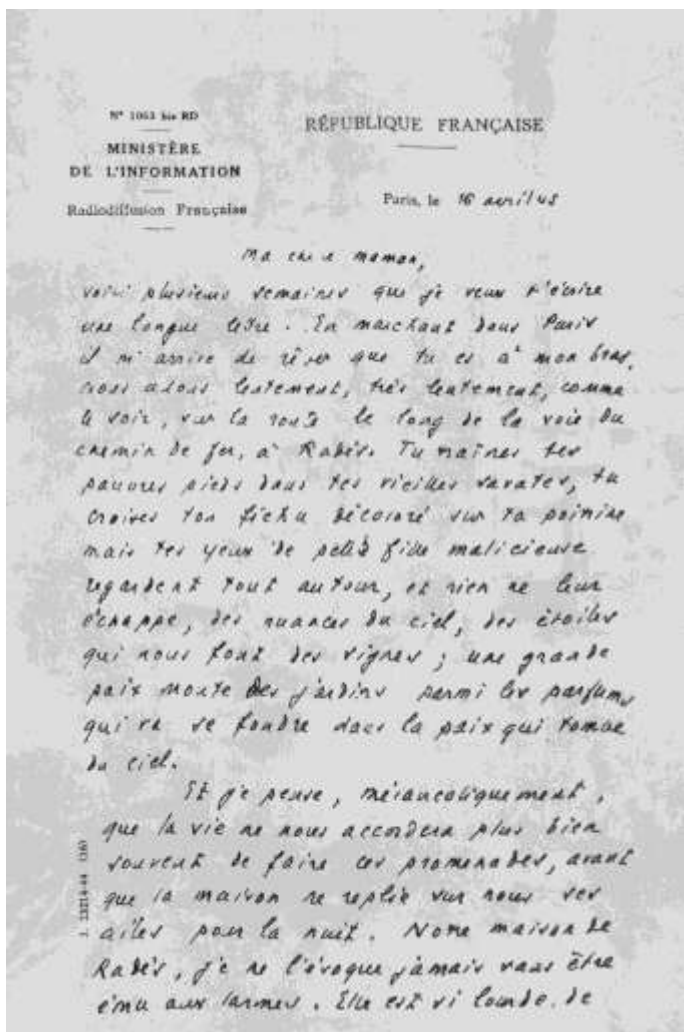 N° 1063 bis RD
MINISTÈRE
DE L'INFORMATION
Radiodiffusion Française
RÉPUBLIQUE FRANÇAISE
Paris, le 16 avril 45
Ma chère maman,
voici plusieurs semaines que je veux t'écrire
une longue lettre. En marchant dans Paris
il m'arrive de rêver que tu es à mon bras,
nous allons lentement, très lentement, comme
le soir, sur la route le long de la voie du
chemin de fer, à Radès. Tu traînes tes
pauvres pieds dans tes vieilles savates, tu
croises ton fichu décoloré sur ta poitrine
mais tes yeux de petite fille malicieuse
regardent tout autour, et rien ne leur
échappe, des nuances du ciel, des étoiles
qui nous font des signes ; une grande
paix monte des jardins parmi les parfums
qui va se fondre dans la paix qui tombe
du ciel.
Et je pense, mélancoliquement,
que la vie ne nous accordera plus bien
souvent de faire ces promenades, avant
que la maison ne replie sur nous ses
ailes pour la nuit. Notre maison de
Radès, je ne l'évoque jamais sans être
ému aux larmes. Elle est si lourde de